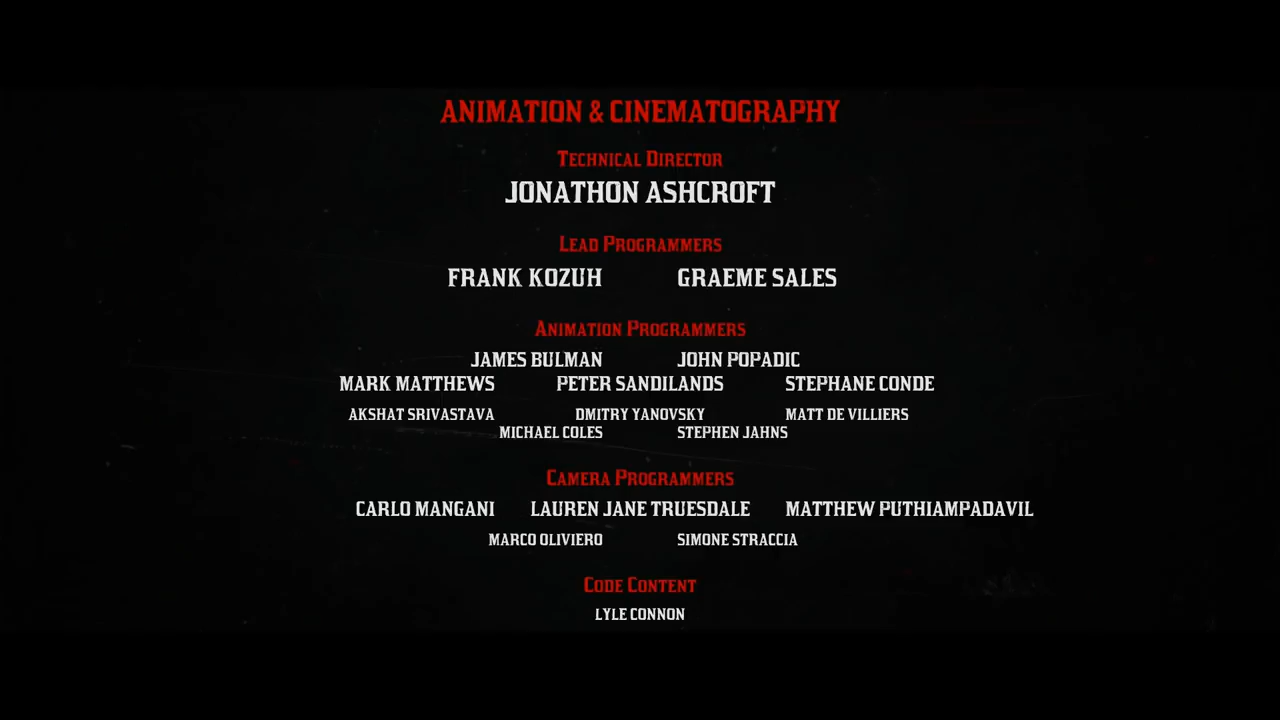 ANIMATION & CINEMATOGRAPHY
TECHNICAL DIRECTOR
JONATHON ASHCROFT
LEAD PROGRAMMERS
FRANK KOZUH GRAEME SALES
ANIMATION PROGRAMMERS
JAMES BULMAN JOHN POPADIC
MARK MATTHEWS PETER SANDILANDS STEPHANE CONDE
AKSHAT SRIVASTAVA DMITRY YANOVSKY MATT DE VILLIERS
MICHAEL COLES STEPHEN JAHNS
CAMERA PROGRAMMERS
CARLO MANGANI LAUREN JANE TRUESDALE MATTHEW PUTHIAMPADAVIL
MARCO OLIVIERO SIMONE STRACCIA
CODE CONTENT
LYLE CONNON